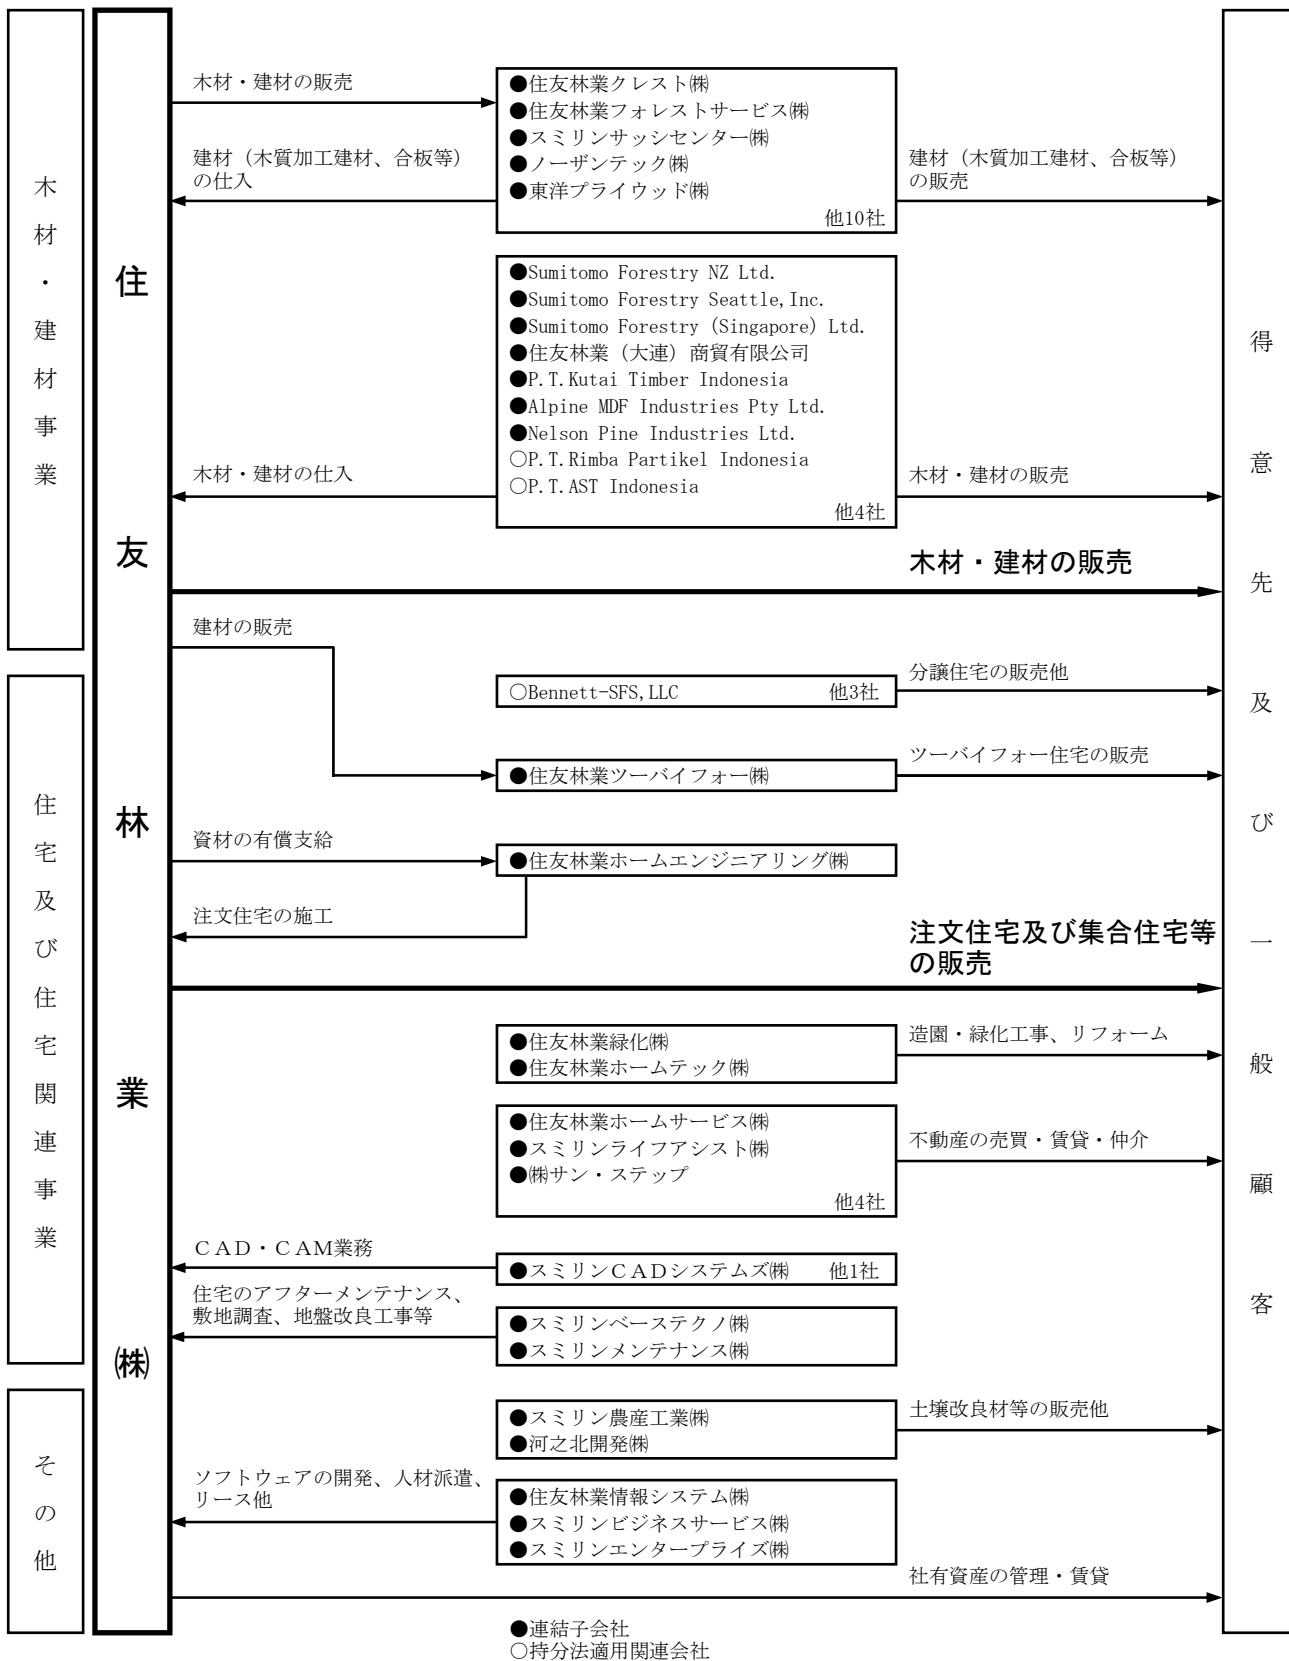 木材・建材事業
住友林業㈱
木材・建材の販売
●住友林業クレスト㈱
●住友林業フォレストサービス㈱
●スミリンサッシセンター㈱
●ノーザンテック㈱
●東洋プライウッド㈱
他10社
建材（木質加工建材、合板等）
の仕入
建材（木質加工建材、合板等）
の販売
●Sumitomo Forestry NZ Ltd.
●Sumitomo Forestry Seattle,Inc.
●Sumitomo Forestry (Singapore) Ltd.
●住友林業（大連）商貿有限公司
●P.T.Kutai Timber Indonesia
●Alpine MDF Industries Pty Ltd.
●Nelson Pine Industries Ltd.
○P.T.Rimba Partikel Indonesia
○P.T.AST Indonesia
他4社
木材・建材の仕入
木材・建材の販売
木材・建材の販売
得意先及び一般顧客
住宅及び住宅関連事業
建材の販売
○Bennett-SFS,LLC 他3社
分譲住宅の販売他
●住友林業ツーバイフォー㈱
ツーバイフォー住宅の販売
資材の有償支給
●住友林業ホームエンジニアリング㈱
注文住宅の施工
注文住宅及び集合住宅等
の販売
●住友林業緑化㈱
●住友林業ホームテック㈱
造園・緑化工事、リフォーム
●住友林業ホームサービス㈱
●スミリンライフアシスト㈱
●㈱サン・ステップ
他4社
不動産の売買・賃貸・仲介
ＣＡＤ・ＣＡＭ業務
●スミリンＣＡＤシステムズ㈱ 他1社
住宅のアフターメンテナンス、
敷地調査、地盤改良工事等
●スミリンベーステクノ㈱
●スミリンメンテナンス㈱
その他
●スミリン農産工業㈱
●河之北開発㈱
土壌改良材等の販売他
ソフトウェアの開発、人材派遣、
リース他
●住友林業情報システム㈱
●スミリンビジネスサービス㈱
●スミリンエンタープライズ㈱
社有資産の管理・賃貸
●連結子会社
○持分法適用関連会社